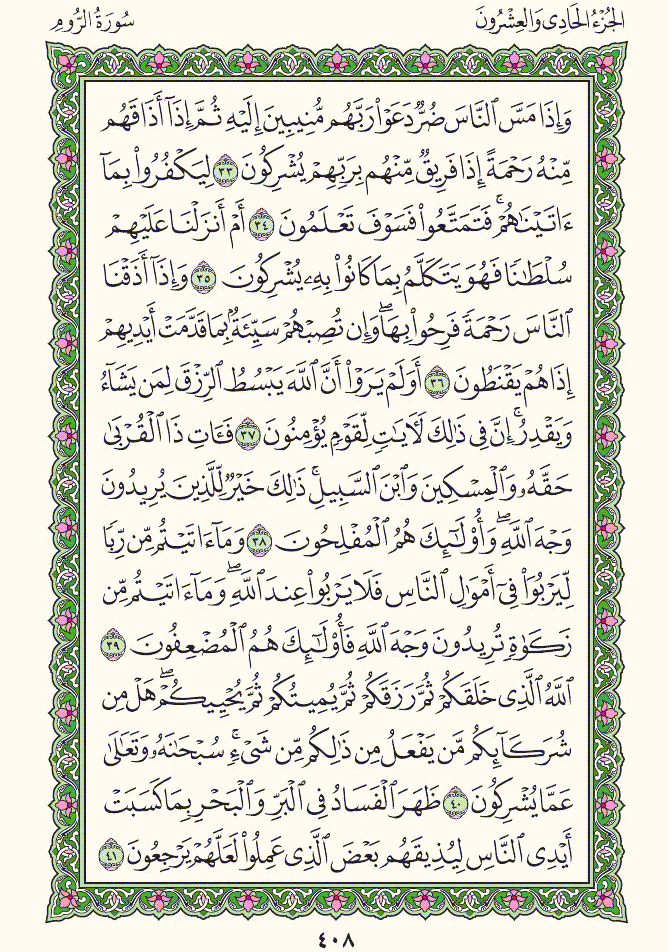 الجُزْءُ الحَادِى وَالعِشْرُونَ
سُورَةُ الرُّومِ
وَإِذَا مَسَّ ٱلنَّاسَ ضُرٌّ دَعَوْا۟ رَبَّهُم مُّنِيبِينَ إِلَيْهِ ثُمَّ إِذَآ أَذَاقَهُم
مِّنْهُ رَحْمَةً إِذَا فَرِيقٌ مِّنْهُم بِرَبِّهِمْ يُشْرِكُونَ ٣٣ لِيَكْفُرُوا۟ بِمَآ
ءَاتَيْنَٰهُمْ ۚ فَتَمَتَّعُوا۟ فَسَوْفَ تَعْلَمُونَ ٣٤ أَمْ أَنزَلْنَا عَلَيْهِمْ
سُلْطَٰنًا فَهُوَ يَتَكَلَّمُ بِمَا كَانُوا۟ بِهِۦ يُشْرِكُونَ ٣٥ وَإِذَآ أَذَقْنَا
ٱلنَّاسَ رَحْمَةً فَرِحُوا۟ بِهَا ۖ وَإِن تُصِبْهُمْ سَيِّئَةٌۢ بِمَا قَدَّمَتْ أَيْدِيهِمْ
إِذَا هُمْ يَقْنَطُونَ ٣٦ أَوَلَمْ يَرَوْا۟ أَنَّ ٱللَّهَ يَبْسُطُ ٱلرِّزْقَ لِمَن يَشَآءُ
وَيَقْدِرُ ۚ إِنَّ فِى ذَٰلِكَ لَءَايَٰتٍ لِّقَوْمٍ يُؤْمِنُونَ ٣٧ فَـَٔاتِ ذَا ٱلْقُرْبَىٰ
حَقَّهُۥ وَٱلْمِسْكِينَ وَٱبْنَ ٱلسَّبِيلِ ۚ ذَٰلِكَ خَيْرٌ لِّلَّذِينَ يُرِيدُونَ
وَجْهَ ٱللَّهِ ۖ وَأُو۟لَٰٓئِكَ هُمُ ٱلْمُفْلِحُونَ ٣٨ وَمَآ ءَاتَيْتُم مِّن رِّبًا
لِّيَرْبُوَا۟ فِىٓ أَمْوَٰلِ ٱلنَّاسِ فَلَا يَرْبُوا۟ عِندَ ٱللَّهِ ۖ وَمَآ ءَاتَيْتُم مِّن
زَكَوٰةٍ تُرِيدُونَ وَجْهَ ٱللَّهِ فَأُو۟لَٰٓئِكَ هُمُ ٱلْمُضْعِفُونَ ٣٩
ٱللَّهُ ٱلَّذِى خَلَقَكُمْ ثُمَّ رَزَقَكُمْ ثُمَّ يُمِيتُكُمْ ثُمَّ يُحْيِيكُمْ ۖ هَلْ مِن
شُرَكَآئِكُم مَّن يَفْعَلُ مِن ذَٰلِكُم مِّن شَىْءٍ ۚ سُبْحَٰنَهُۥ وَتَعَٰلَىٰ
عَمَّا يُشْرِكُونَ ٤٠ ظَهَرَ ٱلْفَسَادُ فِى ٱلْبَرِّ وَٱلْبَحْرِ بِمَا كَسَبَتْ
أَيْدِى ٱلنَّاسِ لِيُذِيقَهُم بَعْضَ ٱلَّذِى عَمِلُوا۟ لَعَلَّهُمْ يَرْجِعُونَ ٤١
٤٠٨